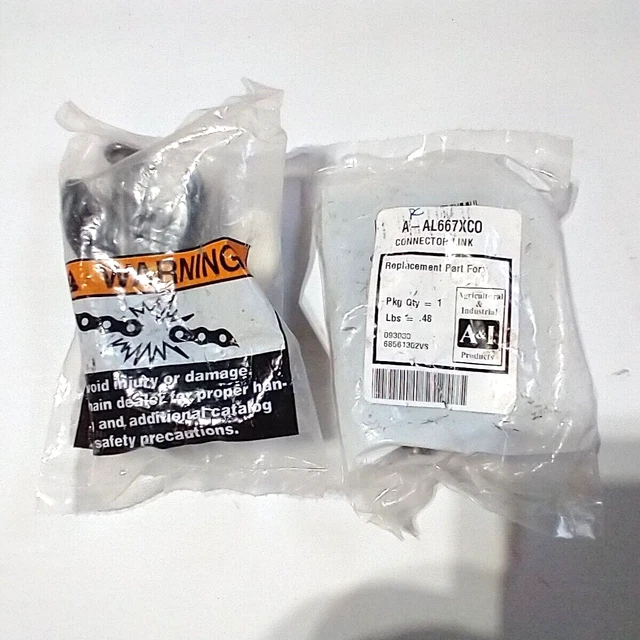 WARNING
void injury or damage.
hain dealer for proper han-
) and additional catalog
safety precautions.
A-AL667XCO
CONNECTOR LINK
Replacement Part For:
Pkg Qty = 1
Lbs = .48
093030
68561302VS
Agricultural
&
Industrial
A&I
Products